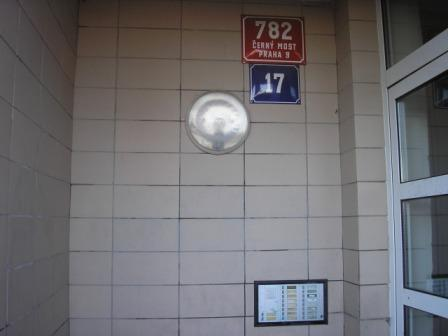 782
ČERNÝ MOST
PRAHA 9
17